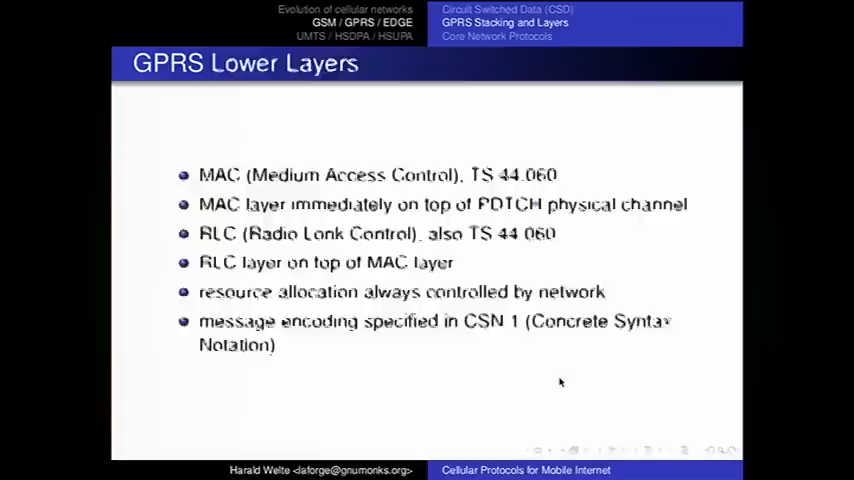 Evolution of cellular networks
GSM / GPRS / EDGE
UMTS / HSDPA / HSUPA
Circuit Switched Data (CSD)
GPRS Stacking and Layers
Core Network Protocols
GPRS Lower Layers
MAC (Medium Access Control), TS 44.060
MAC layer immediately on top of PDTCH physical channel
RLC (Radio Lonk Control), also TS 44.060
RLC layer on top of MAC layer
resource allocation always controlled by network
message encoding specified in CSN.1 (Concrete Syntax
Notation)
Harald Welte <laforge@gnumonks.org>
Cellular Protocols for Mobile Internet